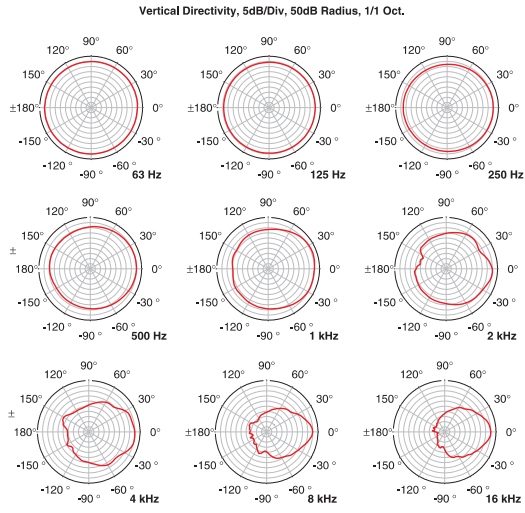 Vertical Directivity, 5dB/Div, 50dB Radius, 1/1 Oct.
90° 90° 90°
120° 60° 120° 60° 120° 60°
150° 30° 150° 30° 150° 30°
±180° 0° ±180° 0° ±180° 0°
-150 ° -30 ° -150 ° -30 ° -150 ° -30 °
-120 ° -60 ° -120 ° -60 ° -120 ° -60 °
-90 ° 63 Hz -90 ° 125 Hz -90 ° 250 Hz
90° 90° 90°
120° 60° 120° 60° 120° 60°
150° 30° 150° 30° 150° 30°
±
180° 0° ±180° 0° ±180° 0°
-150 ° -30 ° -150 ° -30 ° -150 ° -30 °
-120 ° -60 ° -120 ° -60 ° -120 ° -60 °
-90 ° 500 Hz -90 ° 1 kHz -90 ° 2 kHz
90° 90° 90°
120° 60° 120° 60° 120° 60°
150° 30° 150° 30° 150° 30°
±
180° 0° ±180° 0° ±180° 0°
-150 ° -30 ° -150 ° -30 ° -150 ° -30 °
-120 ° -60 ° -120 ° -60 ° -120 ° -60 °
-90 ° 4 kHz -90 ° 8 kHz -90 ° 16 kHz